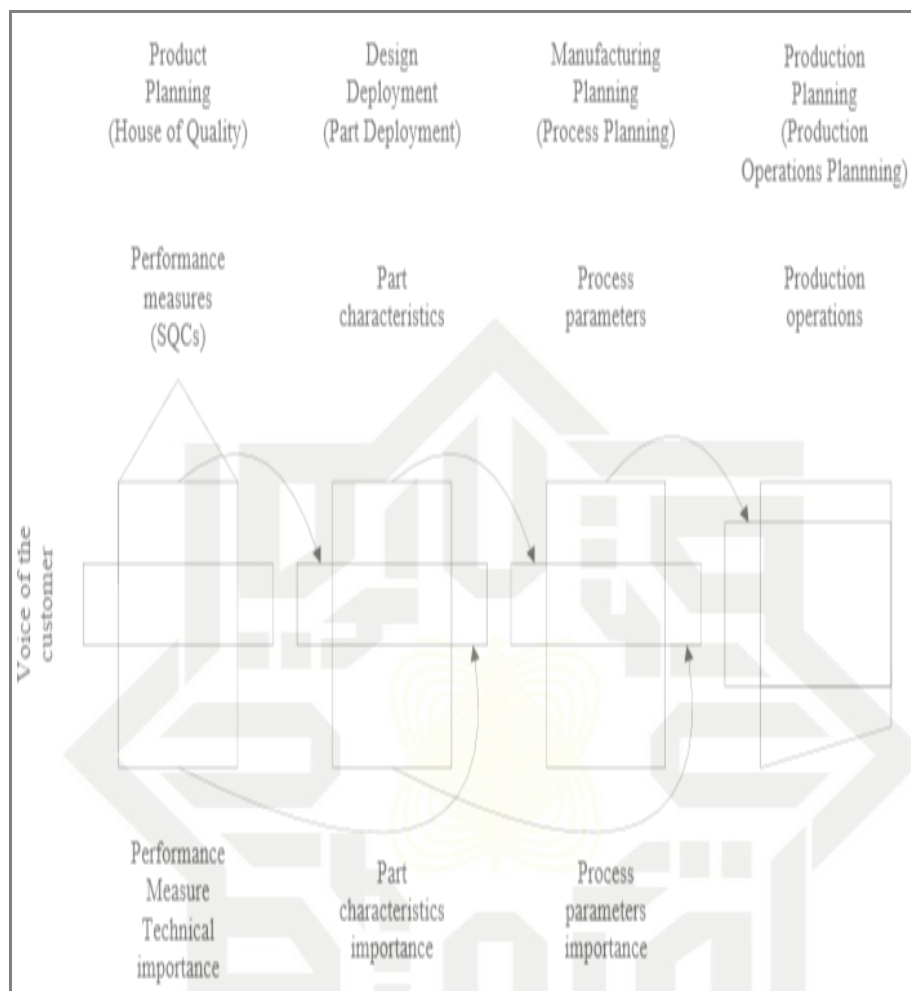 Product
Planning
(House of Quality)
Design
Deployment
(Part Deployment)
Manufacturing
Planning
(Process Planning)
Production
Planning
(Production
Operations Plannning)
Performance
measures
(SQCs)
Part
characteristics
Process
parameters
Production
operations
Voice of the
customer
Performance
Measure
Technical
importance
Part
characteristics
importance
Process
parameters
importance